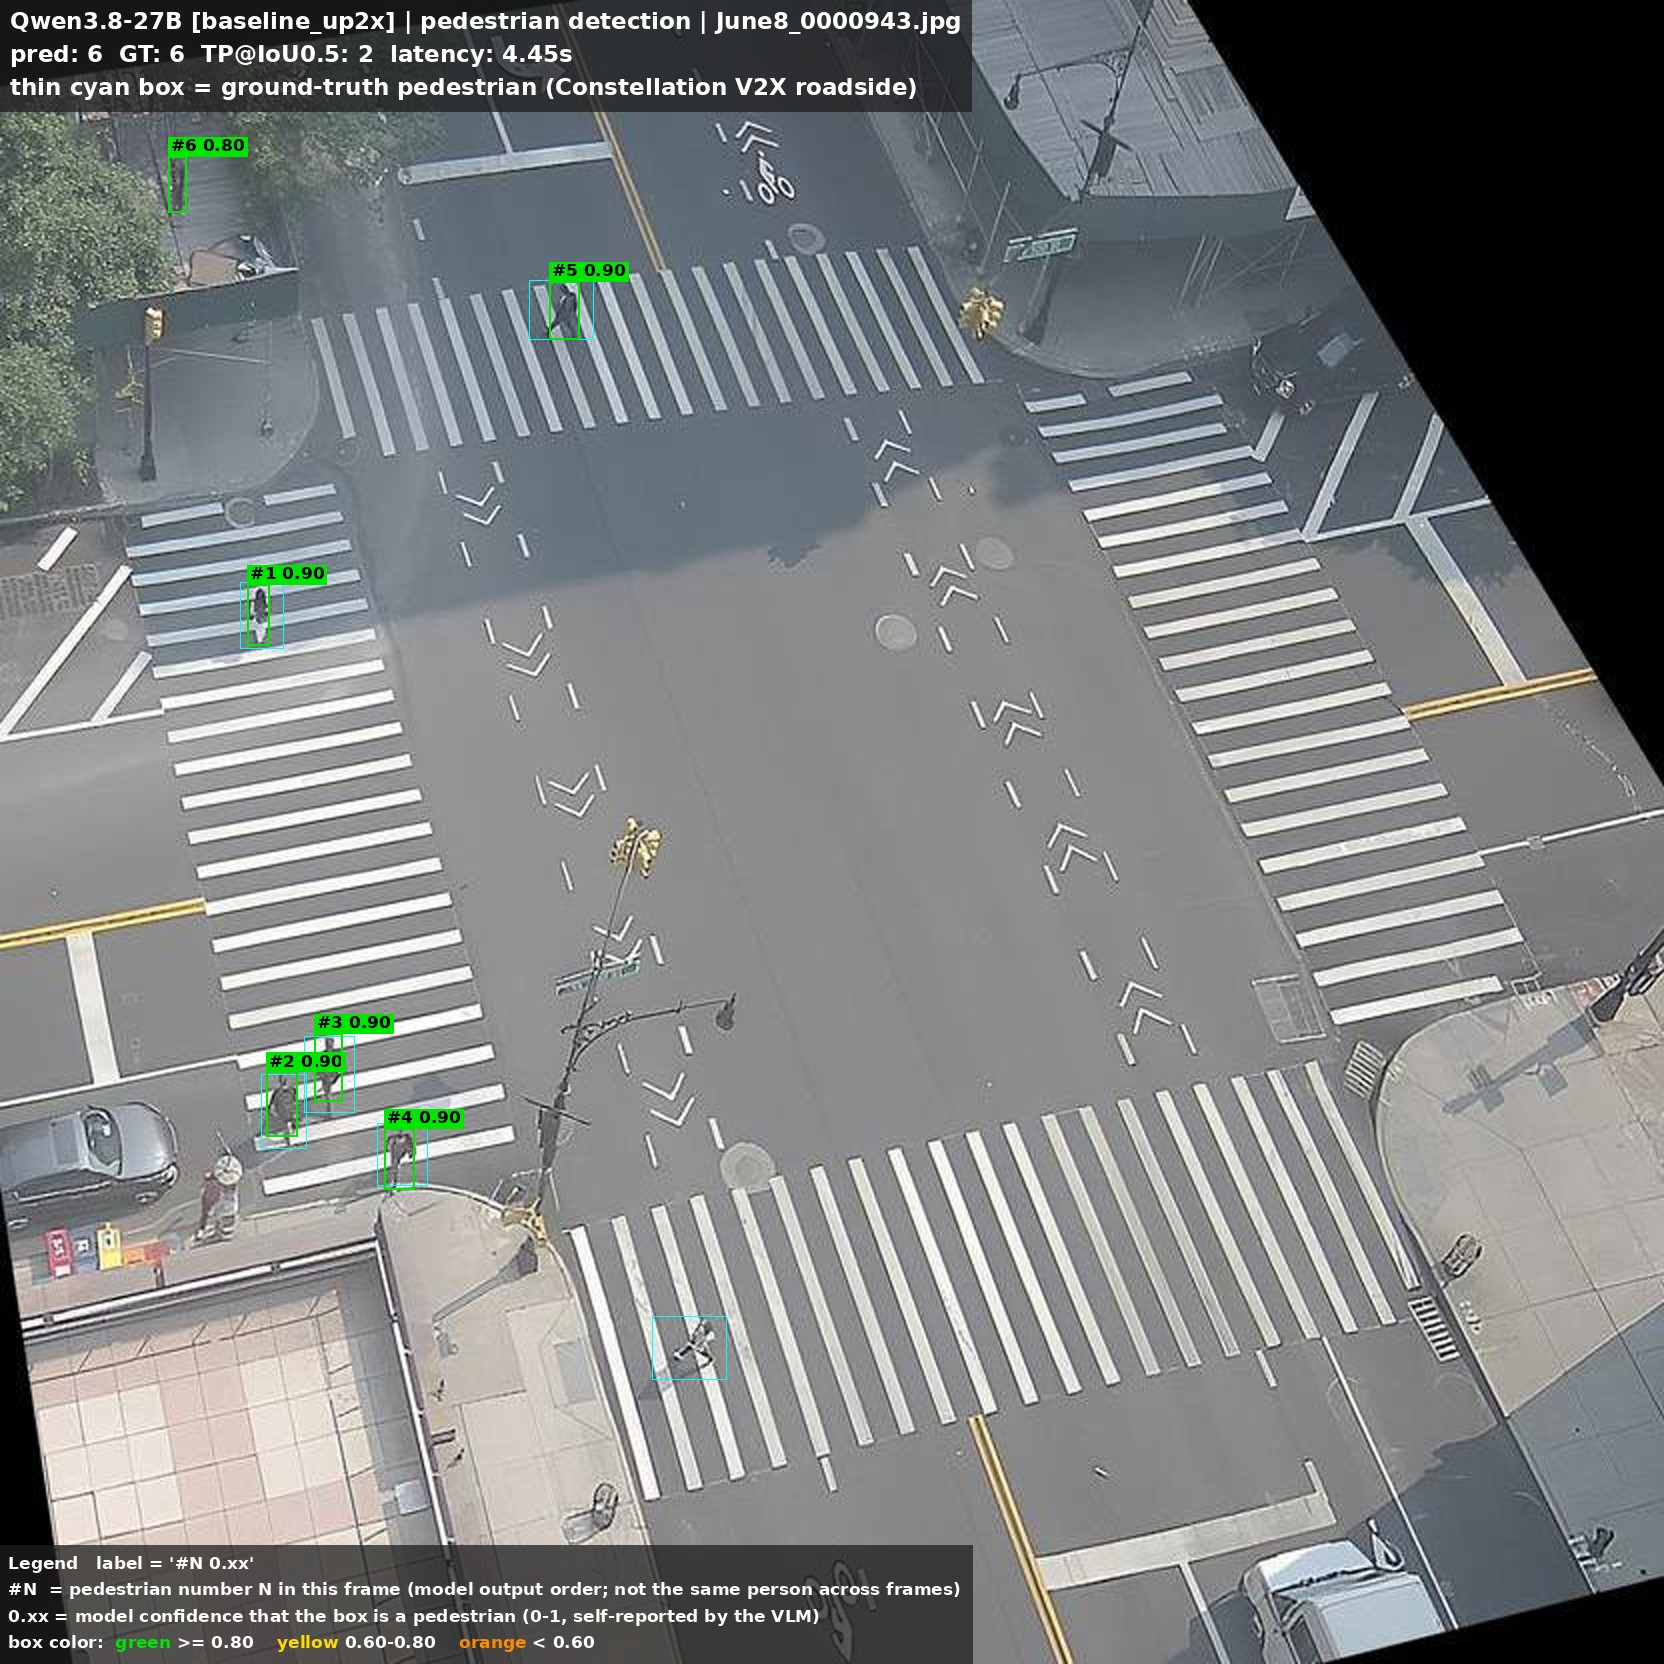 Qwen3.8-27B [baseline_up2x] | pedestrian detection | June8_0000943.jpg
pred: 6  GT: 6  TP@IoU0.5: 2  latency: 4.45s
thin cyan box = ground-truth pedestrian (Constellation V2X roadside)
#6 0.80
#5 0.90
#1 0.90
#3 0.90
#2 0.90
#4 0.90
Legend   label = '#N 0.xx'
#N  = pedestrian number N in this frame (model output order; not the same person across frames)
0.xx = model confidence that the box is a pedestrian (0-1, self-reported by the VLM)
box color:  green >= 0.80    yellow 0.60-0.80    orange < 0.60